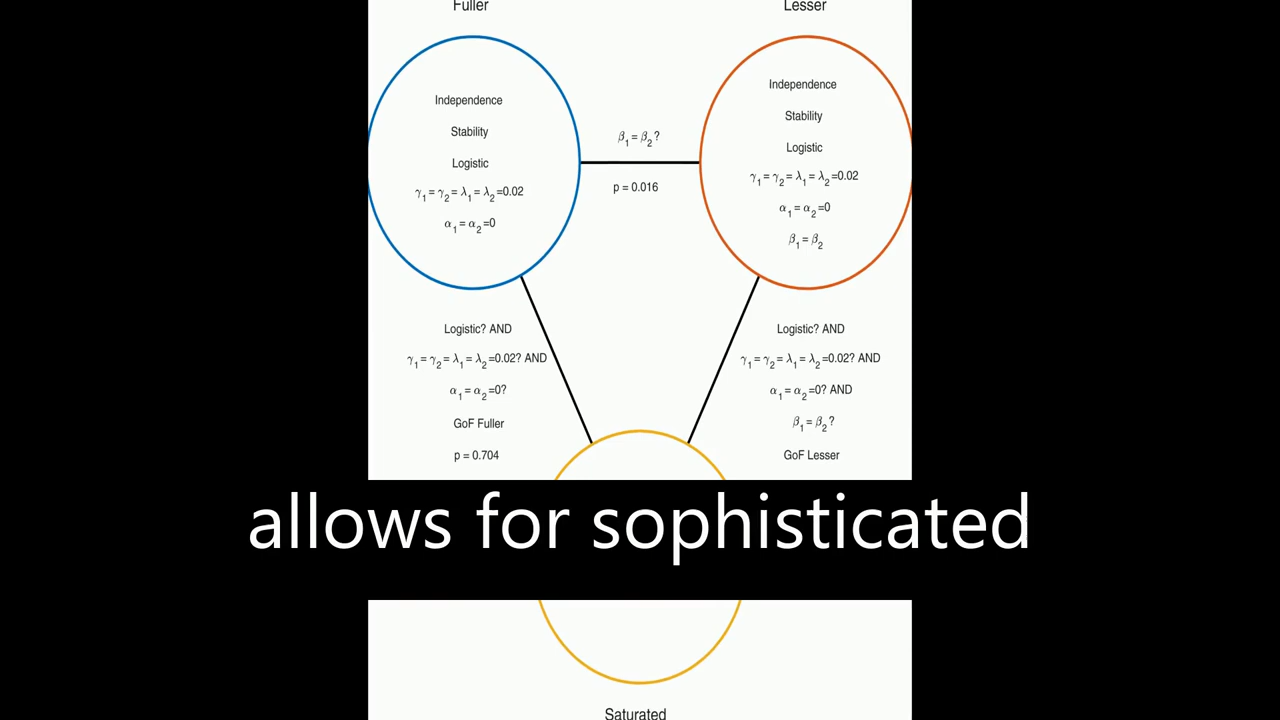 Fuller
Lesser
Independence
Stability
Logistic
γ1 = γ2 = λ1 = λ2 =0.02
α1 = α2 =0
β1 = β2 ?
p = 0.016
Independence
Stability
Logistic
γ1 = γ2 = λ1 = λ2 =0.02
α1 = α2 =0
β1 = β2
Logistic? AND
γ1 = γ2 = λ1 = λ2 =0.02? AND
α1 = α2 =0?
GoF Fuller
p = 0.704
Logistic? AND
γ1 = γ2 = λ1 = λ2 =0.02? AND
α1 = α2 =0? AND
β1 = β2 ?
GoF Lesser
allows for sophisticated
Saturated